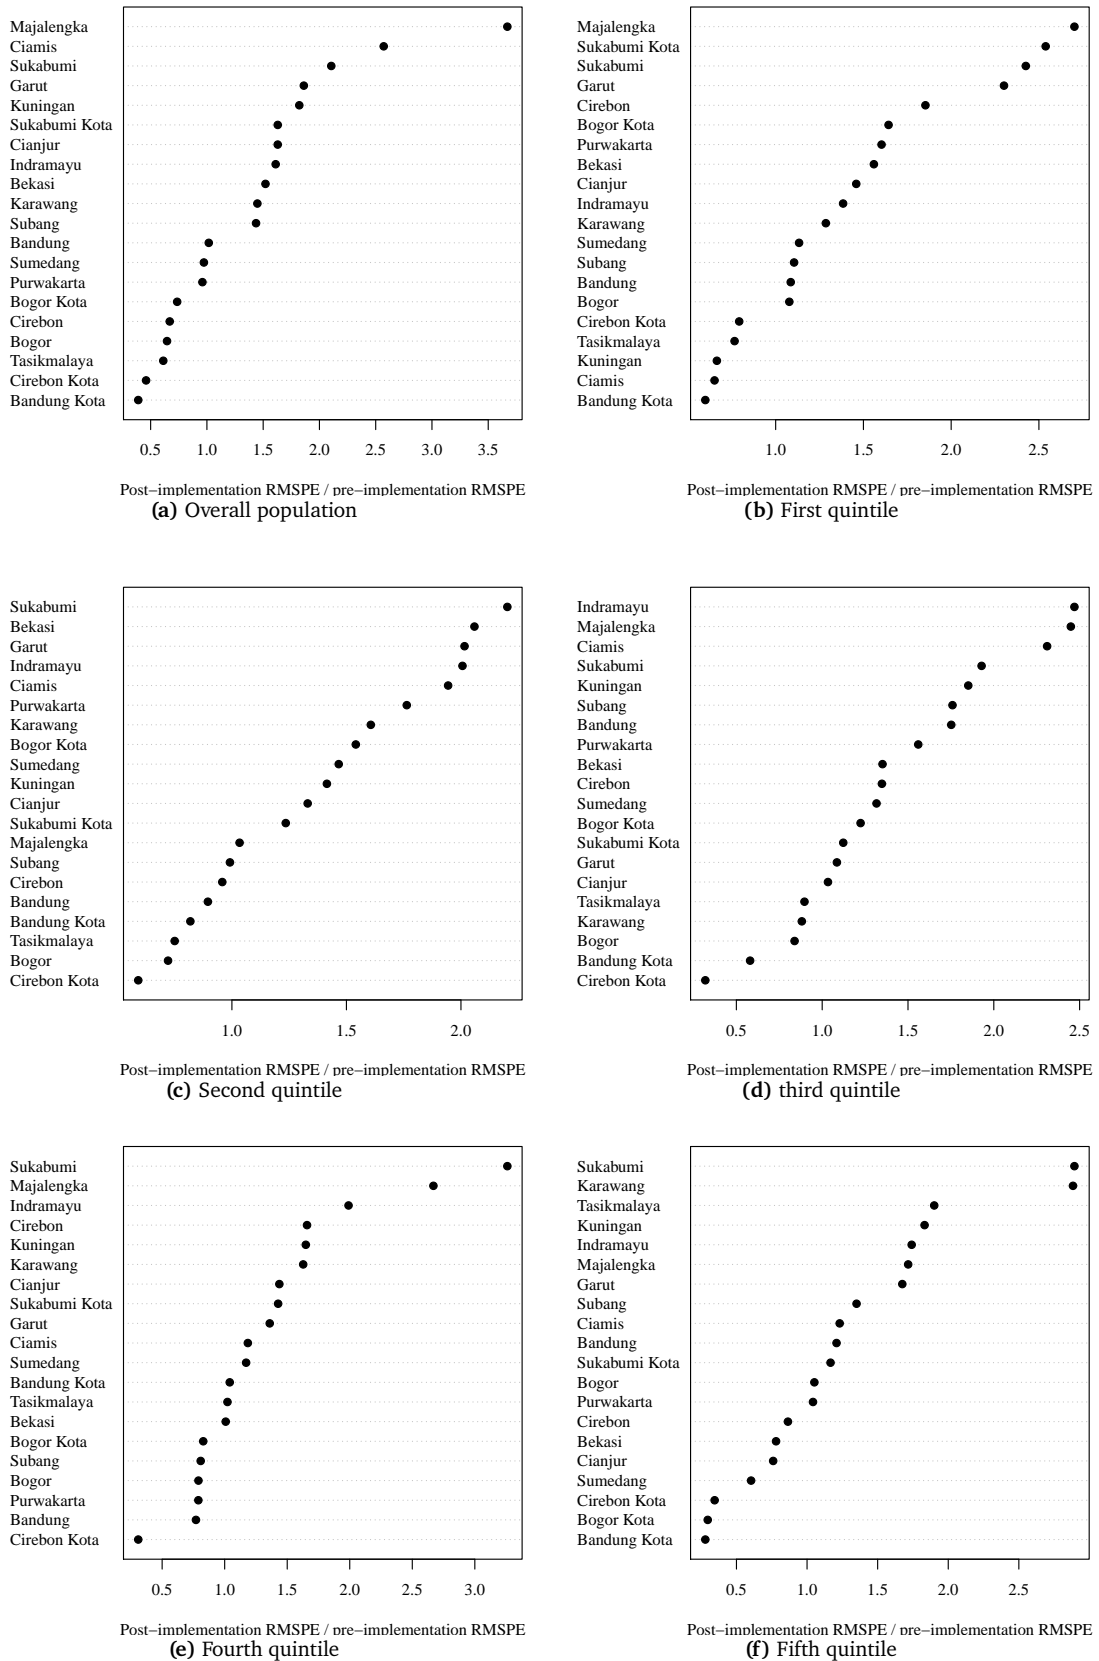 Majalengka
Ciamis
Sukabumi
Garut
Kuningan
Sukabumi Kota
Cianjur
Indramayu
Bekasi
Karawang
Subang
Bandung
Sumedang
Purwakarta
Bogor Kota
Cirebon
Bogor
Tasikmalaya
Cirebon Kota
Bandung Kota
0.5 1.0 1.5 2.0 2.5 3.0 3.5
Post−implementation RMSPE / pre−implementation RMSPE
(a) Overall population
Majalengka
Sukabumi Kota
Sukabumi
Garut
Cirebon
Bogor Kota
Purwakarta
Bekasi
Cianjur
Indramayu
Karawang
Sumedang
Subang
Bandung
Bogor
Cirebon Kota
Tasikmalaya
Kuningan
Ciamis
Bandung Kota
1.0 1.5 2.0 2.5
Post−implementation RMSPE / pre−implementation RMSPE
(b) First quintile
Sukabumi
Bekasi
Garut
Indramayu
Ciamis
Purwakarta
Karawang
Bogor Kota
Sumedang
Kuningan
Cianjur
Sukabumi Kota
Majalengka
Subang
Cirebon
Bandung
Bandung Kota
Tasikmalaya
Bogor
Cirebon Kota
1.0 1.5 2.0
Post−implementation RMSPE / pre−implementation RMSPE
(c) Second quintile
Indramayu
Majalengka
Ciamis
Sukabumi
Kuningan
Subang
Bandung
Purwakarta
Bekasi
Cirebon
Sumedang
Bogor Kota
Sukabumi Kota
Garut
Cianjur
Tasikmalaya
Karawang
Bogor
Bandung Kota
Cirebon Kota
0.5 1.0 1.5 2.0 2.5
Post−implementation RMSPE / pre−implementation RMSPE
(d) third quintile
Sukabumi
Majalengka
Indramayu
Cirebon
Kuningan
Karawang
Cianjur
Sukabumi Kota
Garut
Ciamis
Sumedang
Bandung Kota
Tasikmalaya
Bekasi
Bogor Kota
Subang
Bogor
Purwakarta
Bandung
Cirebon Kota
0.5 1.0 1.5 2.0 2.5 3.0
Post−implementation RMSPE / pre−implementation RMSPE
(e) Fourth quintile
Sukabumi
Karawang
Tasikmalaya
Kuningan
Indramayu
Majalengka
Garut
Subang
Ciamis
Bandung
Sukabumi Kota
Bogor
Purwakarta
Cirebon
Bekasi
Cianjur
Sumedang
Cirebon Kota
Bogor Kota
Bandung Kota
0.5 1.0 1.5 2.0 2.5
Post−implementation RMSPE / pre−implementation RMSPE
(f) Fifth quintile